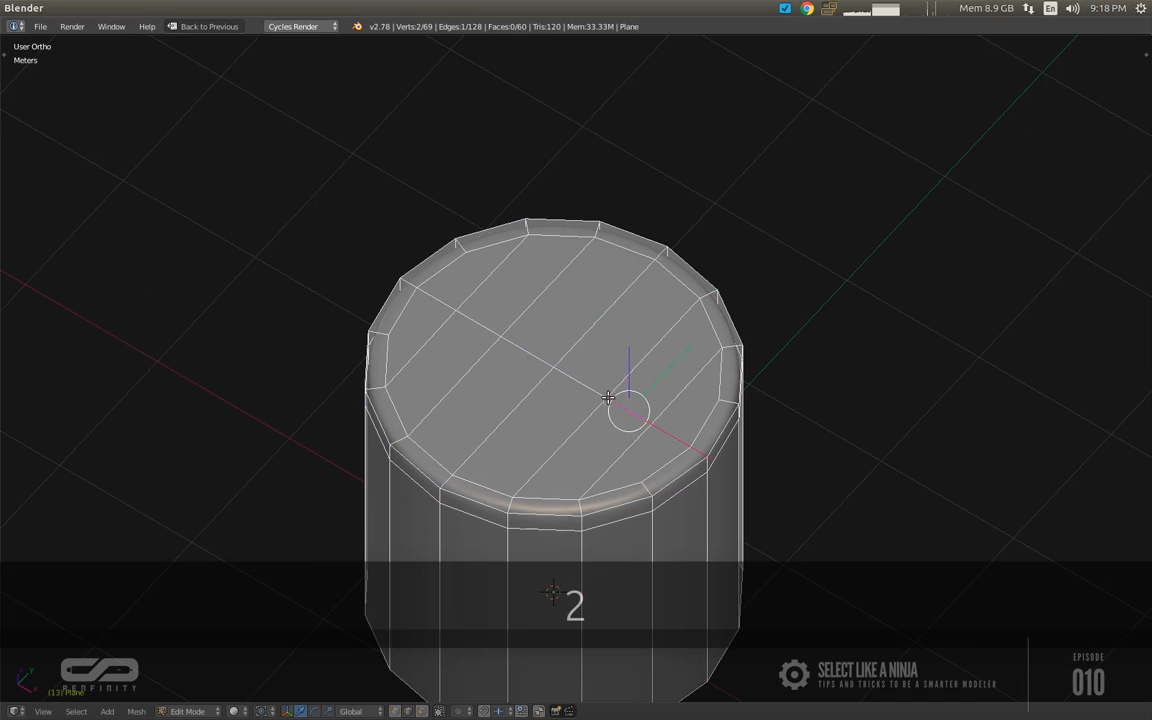 Blender
Mem 8.9 GB En 9:18 PM
File Render Window Help Back to Previous Cycles Render v2.78 | Verts:2/69 | Edges:1/128 | Faces:0/60 | Tris:120 | Mem:33.33M | Plane
User Ortho
Meters
2
SELECT LIKE A NINJA
TIPS AND TRICKS TO BE A SMARTER MODELER
EPISODE
010
(13) Plane
View Select Add Mesh Edit Mode Global